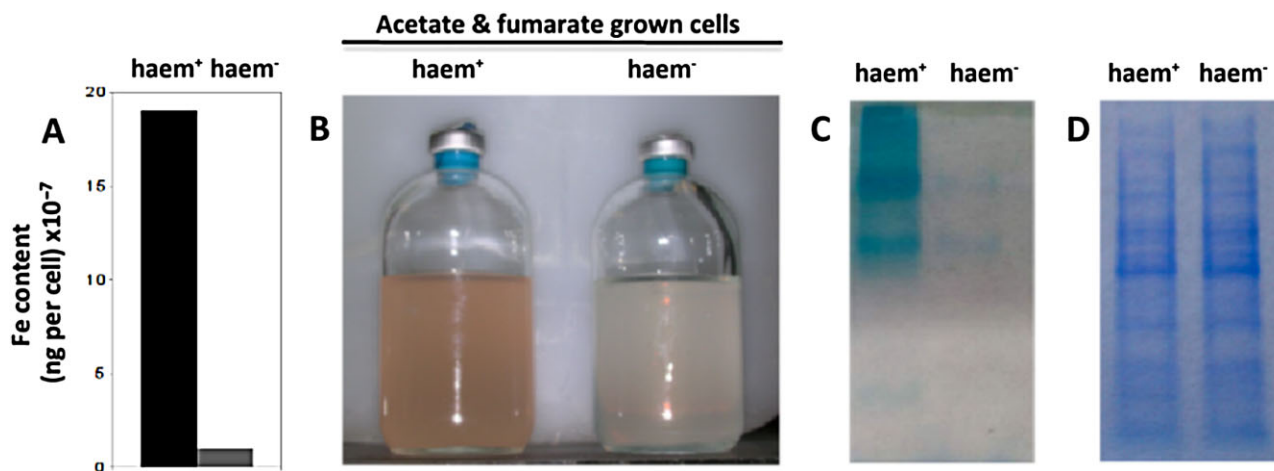 Acetate & fumarate grown cells
haem⁺ haem⁻
haem⁺ haem⁻
haem⁺ haem⁻
haem⁺ haem⁻
A
B
C
D
20
15
10
5
0
Fe content
(ng per cell) x10⁻⁷